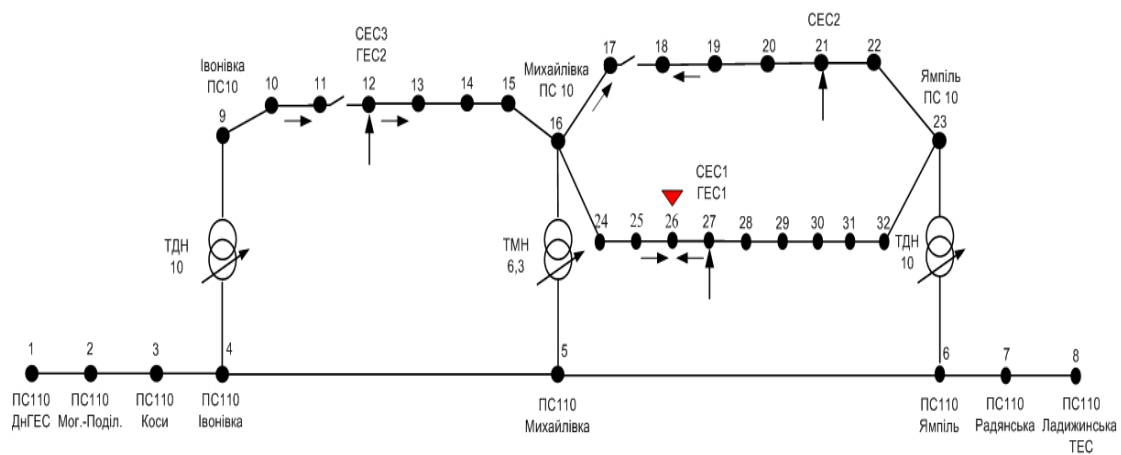 СЕС3
ГЕС2
СЕС2
Івонівка
ПС10
Михайлівка
ПС 10
Ямпіль
ПС 10
9
10
11
12
13
14
15
16
17
18
19
20
21
22
23
СЕС1
ГЕС1
24
25
26
27
28
29
30
31
32
ТДН
10
ТМН
6,3
ТДН
10
1
2
3
4
5
6
7
8
ПС110
ДнГЕС
ПС110
Мог.-Поділ.
ПС110
Коси
ПС110
Івонівка
ПС110
Михайлівка
ПС110
Ямпіль
ПС110
Радянська
ПС110
Ладижинська
ТЕС